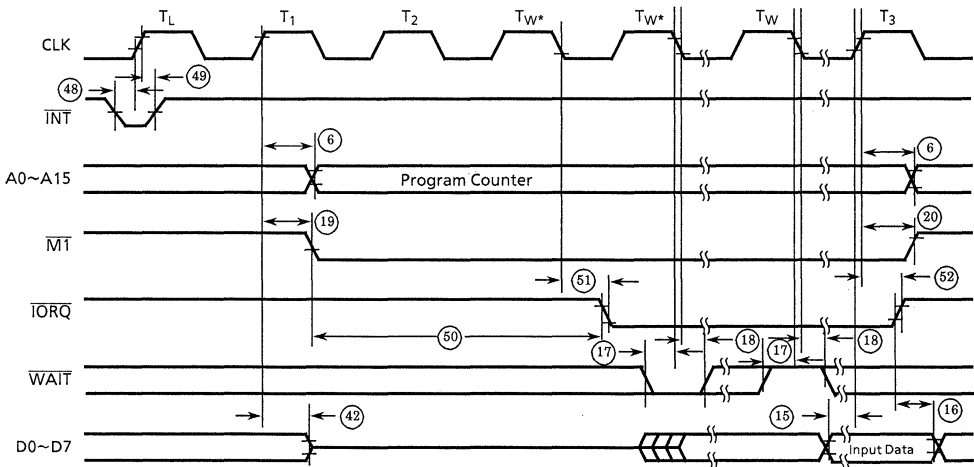 TL T1 T2 TW* TW* TW T3
CLK
48 49
INT
6 6
A0~A15 Program Counter
19 20
M1
51 52
IORQ
50 18 18
17 17
WAIT
42 15 16
D0~D7 Input Data